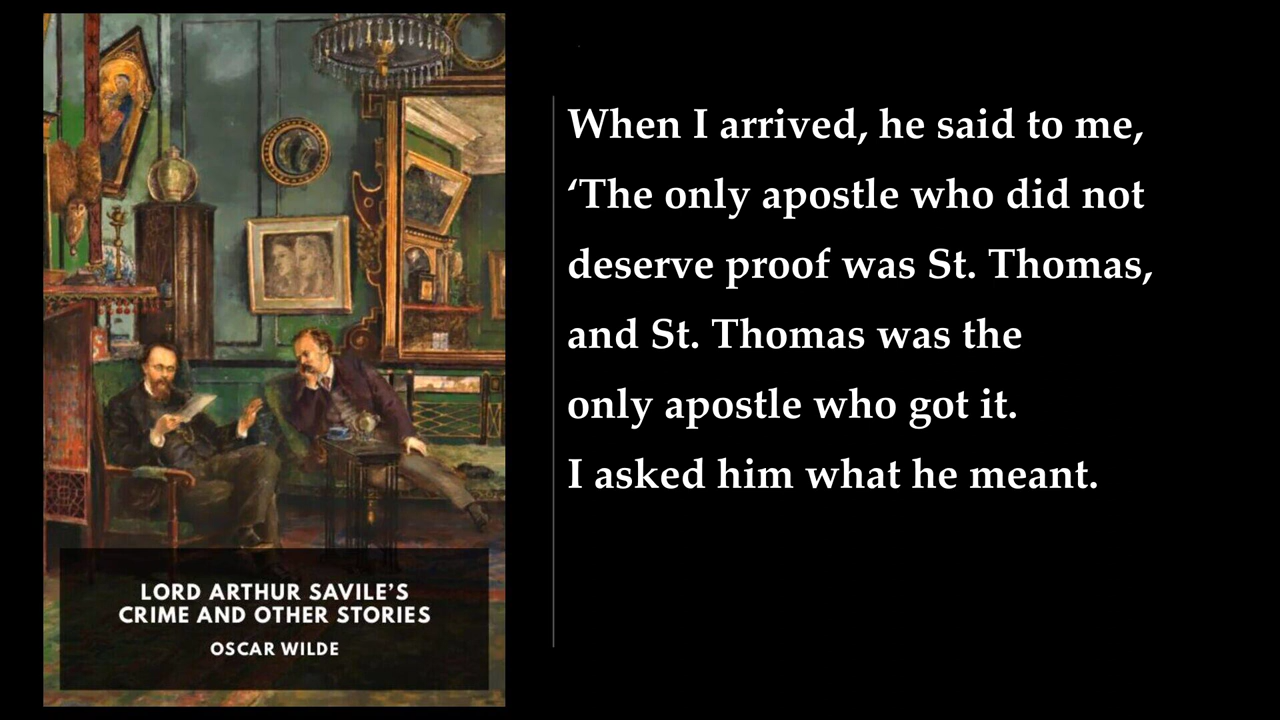 LORD ARTHUR SAVILE’S
CRIME AND OTHER STORIES
OSCAR WILDE
When I arrived, he said to me,
‘The only apostle who did not
deserve proof was St. Thomas,
and St. Thomas was the
only apostle who got it.
I asked him what he meant.